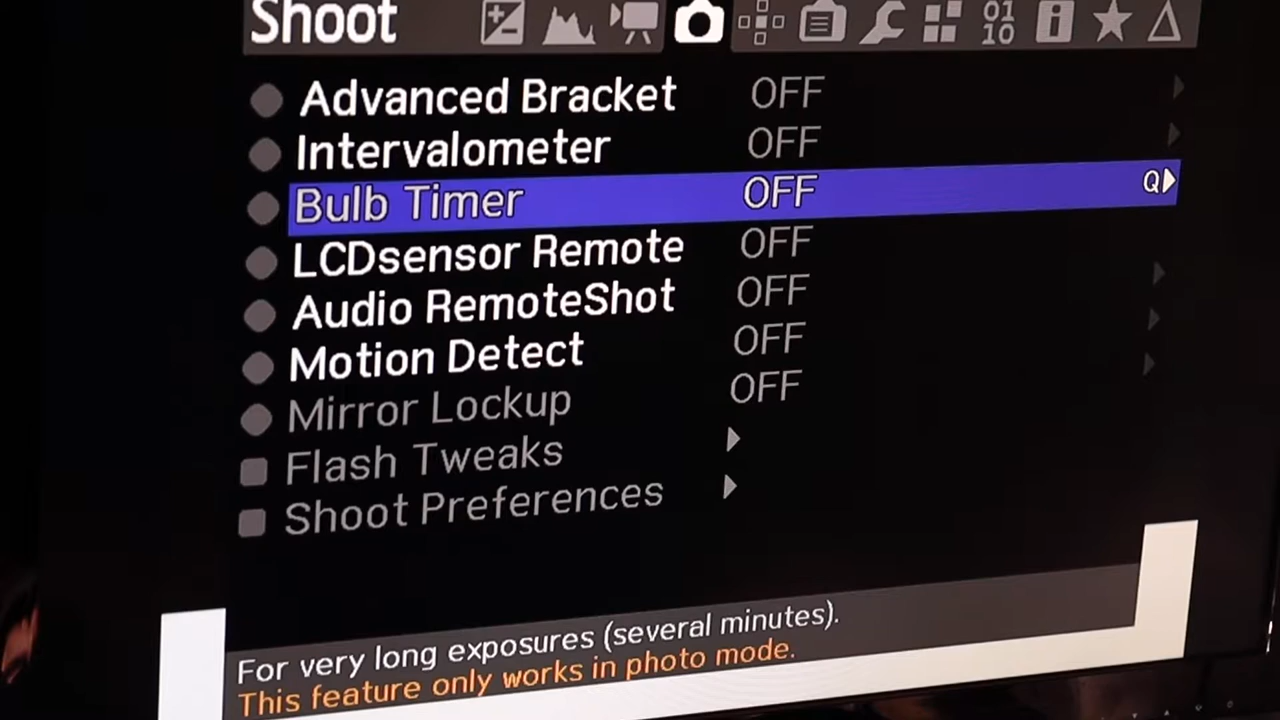 Shoot
01
10
Advanced Bracket OFF
Intervalometer OFF
Bulb Timer OFF Q
LCDsensor Remote OFF
Audio RemoteShot OFF
Motion Detect OFF
Mirror Lockup OFF
Flash Tweaks
Shoot Preferences
For very long exposures (several minutes).
This feature only works in photo mode.